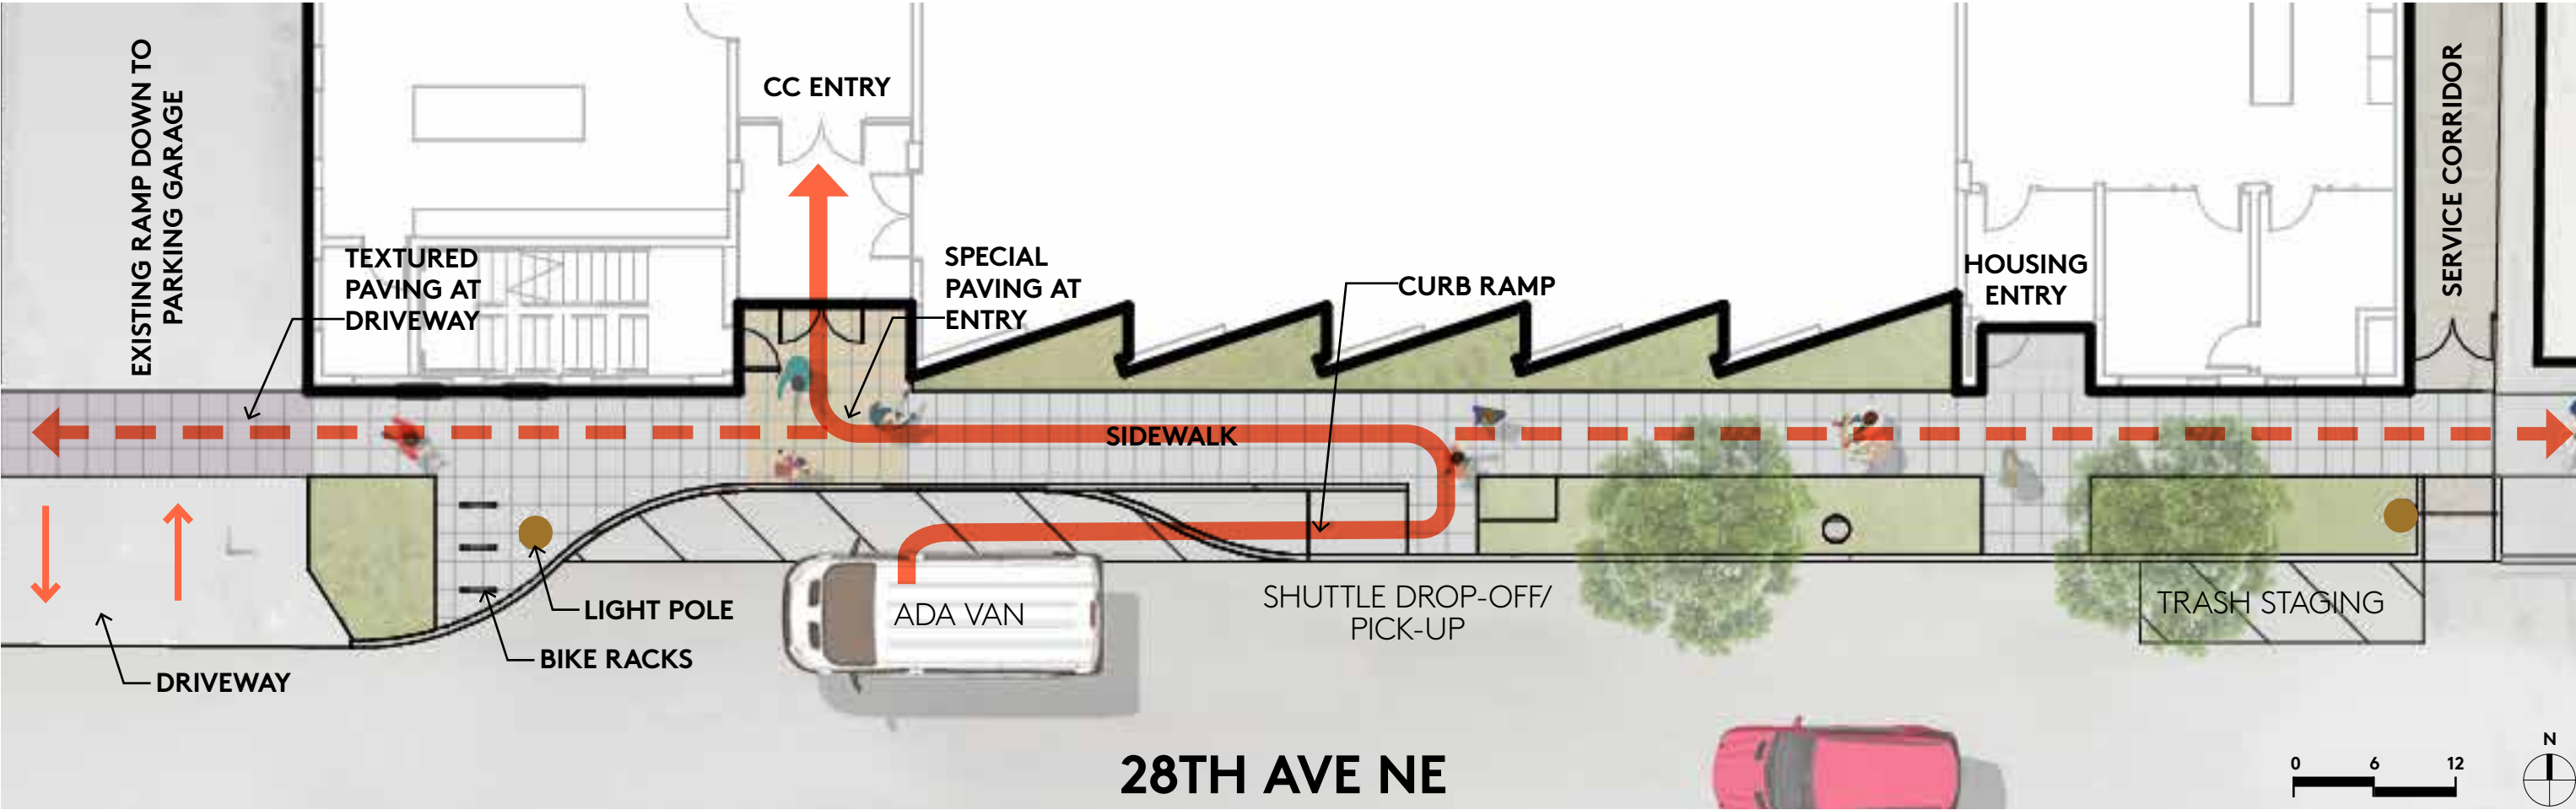 EXISTING RAMP DOWN TO
PARKING GARAGE
CC ENTRY
TEXTURED
PAVING AT
DRIVEWAY
SPECIAL
PAVING AT
ENTRY
CURB RAMP
HOUSING
ENTRY
SERVICE CORRIDOR
SIDEWALK
LIGHT POLE
BIKE RACKS
DRIVEWAY
ADA VAN
SHUTTLE DROP-OFF/
PICK-UP
TRASH STAGING
28TH AVE NE
0 6 12
N